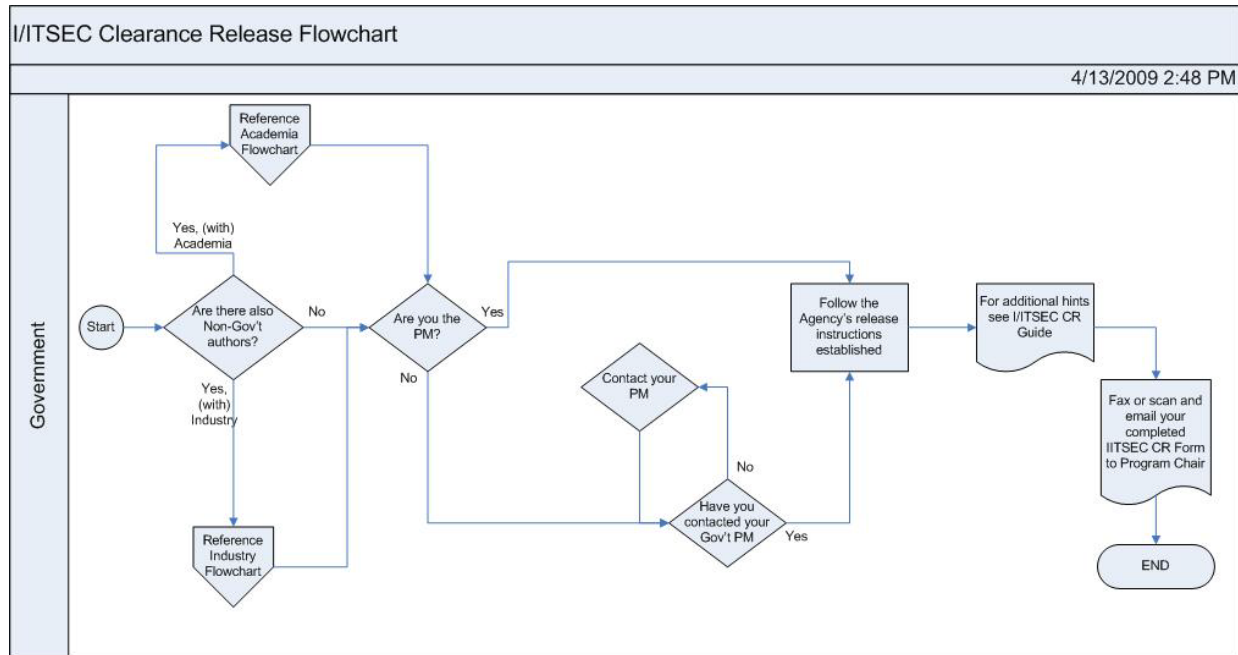 I/ITSEC Clearance Release Flowchart
4/13/2009 2:48 PM
Government
Reference
Academia
Flowchart
Yes, (with)
Academia
Start
Are there also
Non-Gov't
authors?
No
Yes,
(with)
Industry
Reference
Industry
Flowchart
Are you the
PM?
Yes
No
Contact your
PM
No
Have you
contacted your
Gov't PM
Yes
Follow the
Agency's release
instructions
established
For additional hints
see I/ITSEC CR
Guide
Fax or scan and
email your
completed
IITSEC CR Form
to Program Chair
END